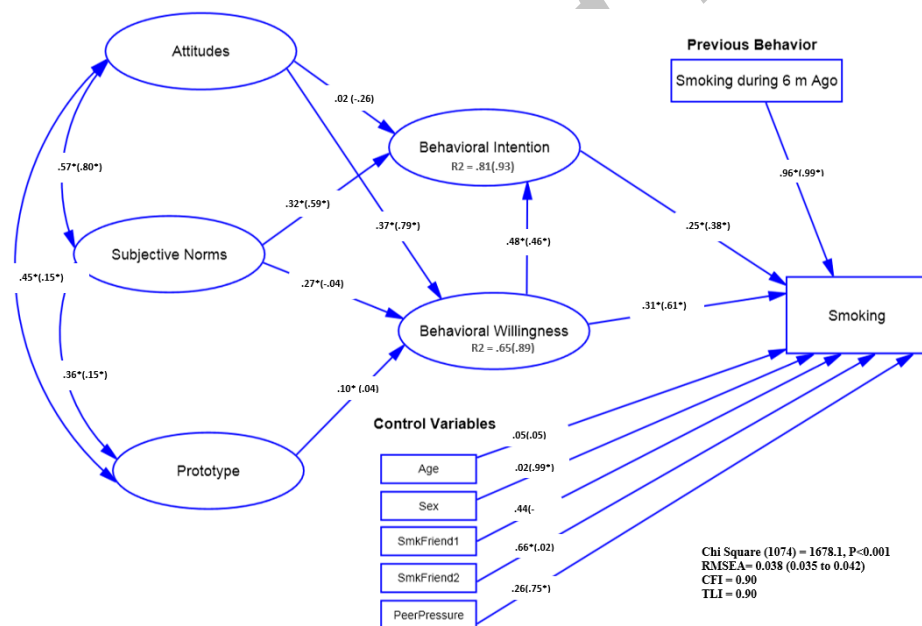 Attitudes
Previous Behavior
Smoking during 6 m Ago
.02 (-.26)
Behavioral Intention
R2 = .81(.93)
.57*(.80*)
.96*(.99*)
.32*(.59*)
.37*(.79*)
.25*(.38*)
Subjective Norms
.48*(.46*)
.45*(.15*)
.27*(-.04)
.31*(.61*)
Smoking
Behavioral Willingness
R2 = .65(.89)
.36*(.15*)
.10* (.04)
Control Variables
.05(.05)
Prototype
Age
.02(.99*)
Sex
.44(-
SmkFriend1
.66*(.02)
SmkFriend2
.26(.75*)
PeerPressure
Chi Square (1074) = 1678.1, P<0.001
RMSEA= 0.038 (0.035 to 0.042)
CFI = 0.90
TLI = 0.90